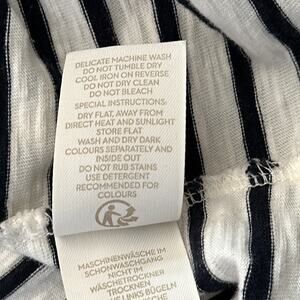 DELICATE MACHINE WASH
DO NOT TUMBLE DRY
COOL IRON ON REVERSE
DO NOT DRY CLEAN
DO NOT BLEACH
SPECIAL INSTRUCTIONS:
DRY FLAT, AWAY FROM
DIRECT HEAT AND SUNLIGHT
STORE FLAT
WASH AND DRY DARK
COLOURS SEPARATELY AND
INSIDE OUT
DO NOT RUB STAINS
USE DETERGENT
RECOMMENDED FOR
COLOURS
MASCHINENWÄSCHE IM
SCHONWASCHGANG
NICHT IM
WÄSCHETROCKNER
TROCKNEN
LINKS BÜGELN